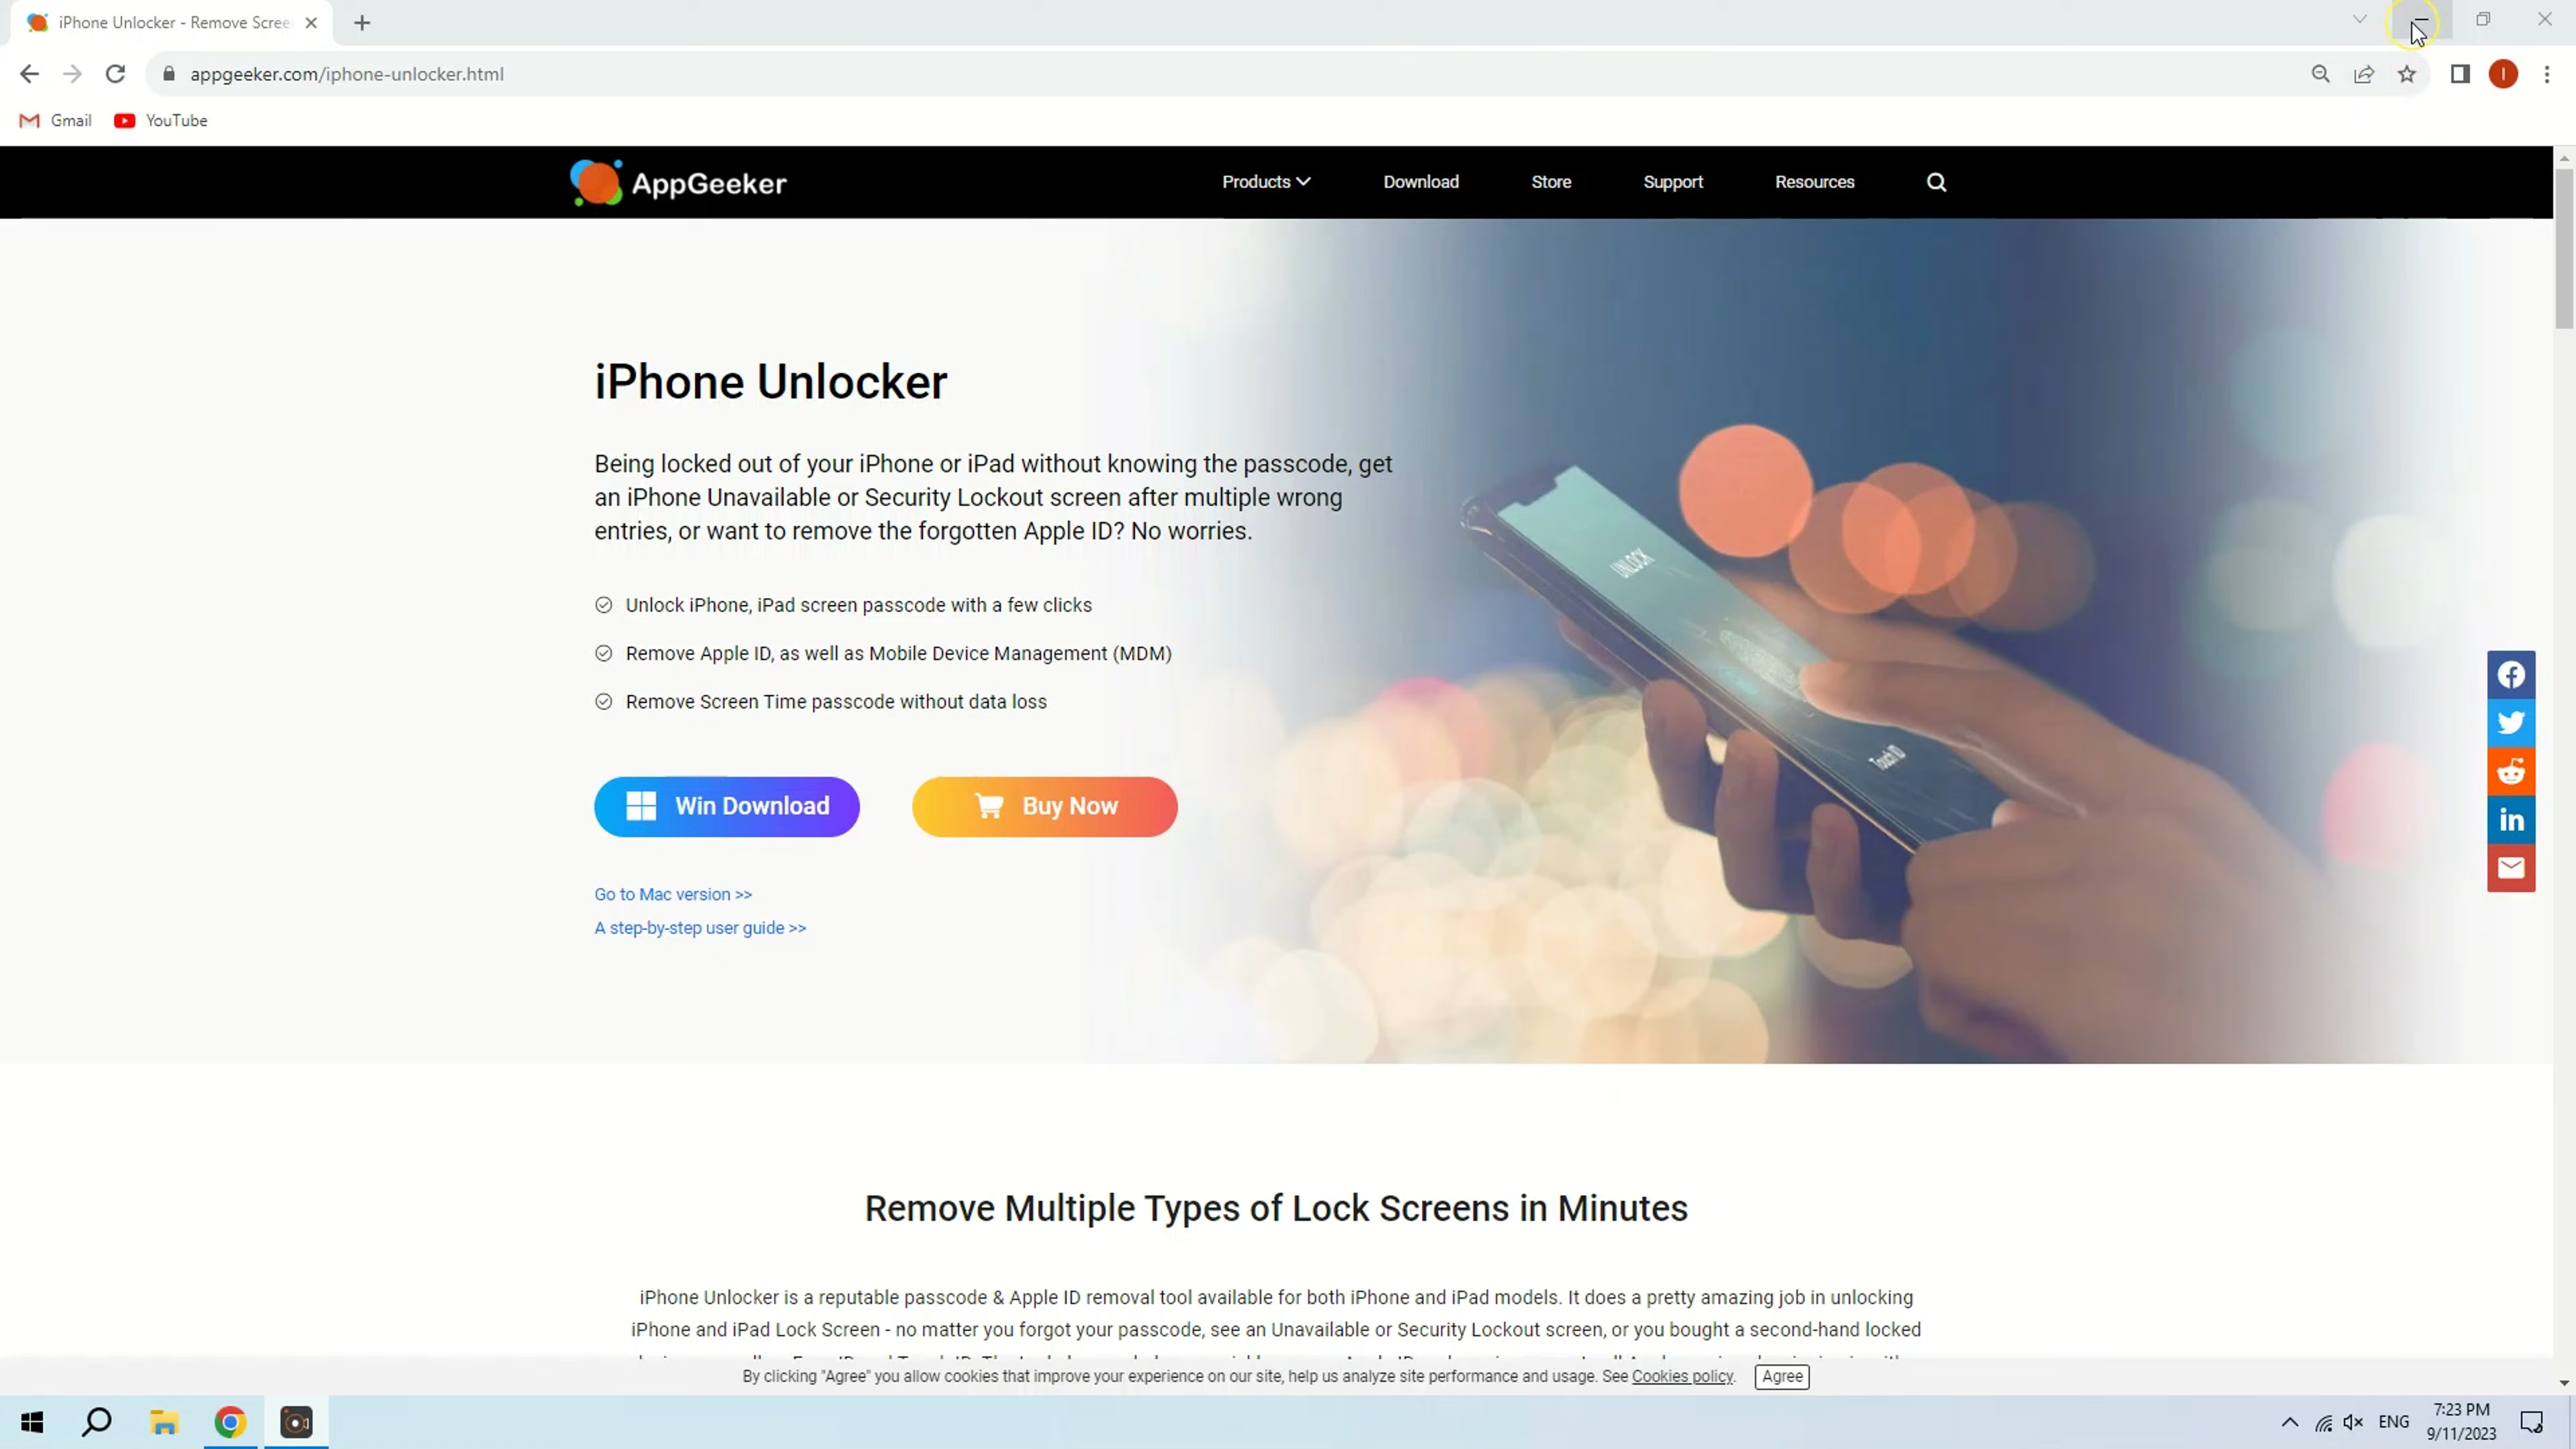 iPhone Unlocker - Remove Scree
appgeeker.com/iphone-unlocker.html
I
Gmail
YouTube
AppGeeker
Products
Download
Store
Support
Resources
iPhone Unlocker
Being locked out of your iPhone or iPad without knowing the passcode, get
an iPhone Unavailable or Security Lockout screen after multiple wrong
entries, or want to remove the forgotten Apple ID? No worries.
UNLOCK
Unlock iPhone, iPad screen passcode with a few clicks
Remove Apple ID, as well as Mobile Device Management (MDM)
Remove Screen Time passcode without data loss
Touch ID
Win Download
Buy Now
Go to Mac version >>
A step-by-step user guide >>
Remove Multiple Types of Lock Screens in Minutes
iPhone Unlocker is a reputable passcode & Apple ID removal tool available for both iPhone and iPad models. It does a pretty amazing job in unlocking
iPhone and iPad Lock Screen - no matter you forgot your passcode, see an Unavailable or Security Lockout screen, or you bought a second-hand locked
By clicking "Agree" you allow cookies that improve your experience on our site, help us analyze site performance and usage. See Cookies policy.
Agree
ENG
7:23 PM
9/11/2023